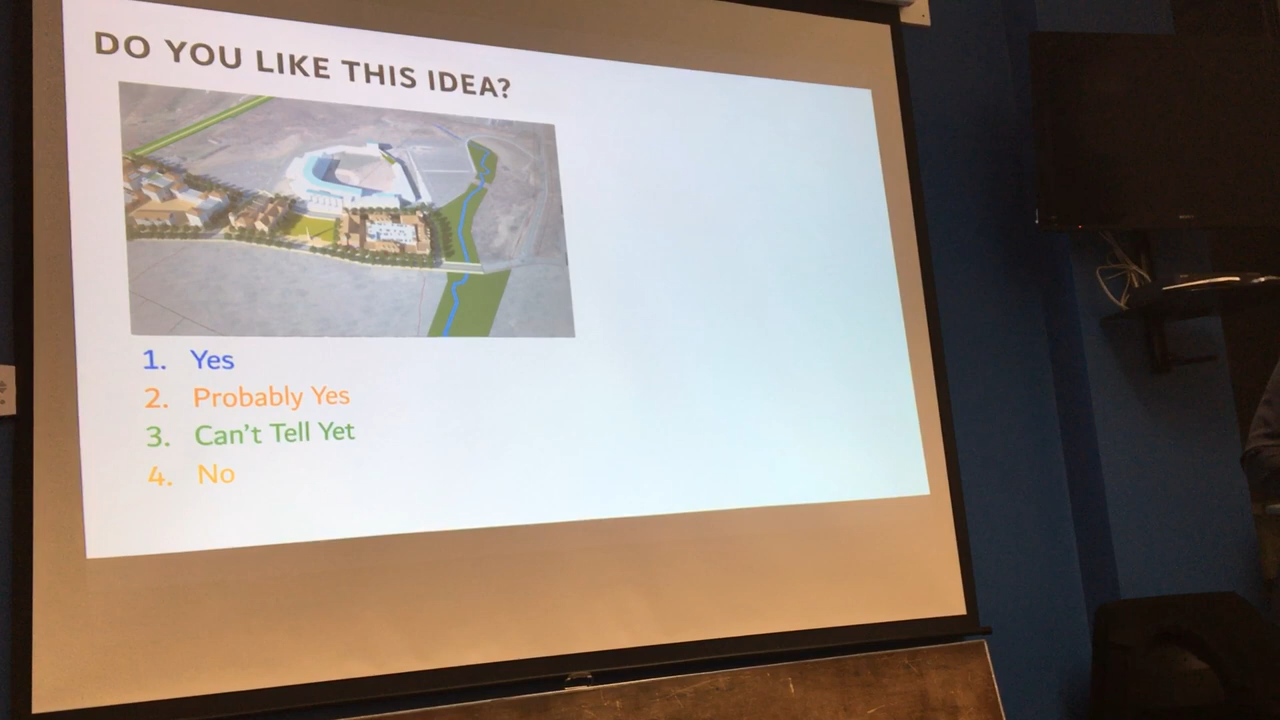 DO YOU LIKE THIS IDEA?
1. Yes
2. Probably Yes
3. Can't Tell Yet
4. No